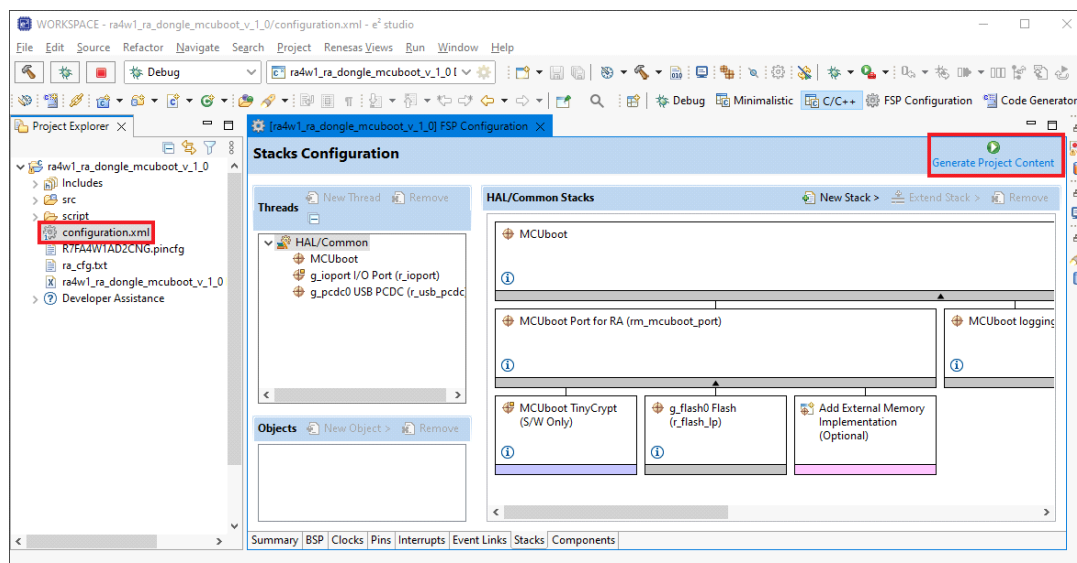 WORKSPACE - ra4w1_ra_dongle_mcuboot_v_1_0/configuration.xml - e² studio
File Edit Source Refactor Navigate Search Project Renesas Views Run Window Help
Debug ra4w1_ra_dongle_mcuboot_v_1_0
Debug Minimalistic C/C++ FSP Configuration Code Generator
Project Explorer
[ra4w1_ra_dongle_mcuboot_v_1_0] FSP Configuration
Stacks Configuration
Generate Project Content
ra4w1_ra_dongle_mcuboot_v_1_0
Includes
src
script
configuration.xml
R7FA4W1AD2CNG.pincfg
ra_cfg.txt
ra4w1_ra_dongle_mcuboot_v_1_0
Developer Assistance
Threads New Thread Remove
HAL/Common
MCUboot
g_ioport I/O Port (r_ioport)
g_pcdc0 USB PCDC (r_usb_pcdc
Objects New Object > Remove
HAL/Common Stacks New Stack > Extend Stack > Remove
MCUboot
MCUboot Port for RA (rm_mcuboot_port)
MCUboot logging
MCUboot TinyCrypt
(S/W Only)
g_flash0 Flash
(r_flash_lp)
Add External Memory
Implementation
(Optional)
Summary BSP Clocks Pins Interrupts Event Links Stacks Components